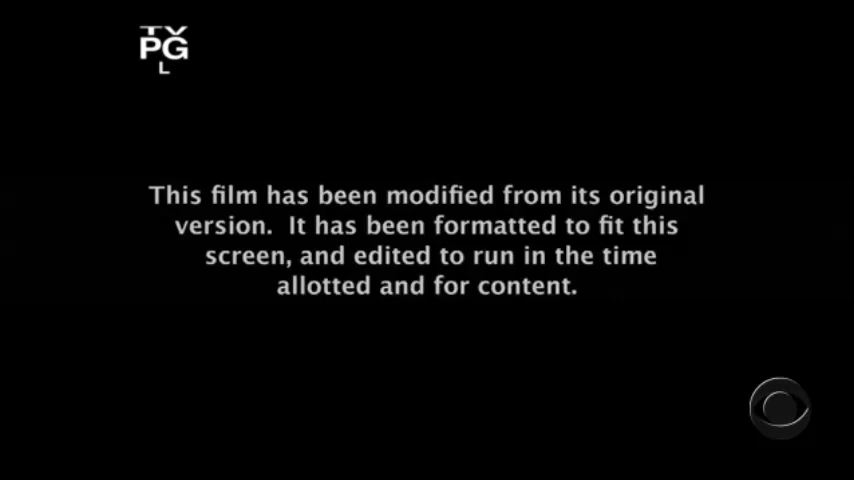 TV
PG
L
This film has been modified from its original
version.  It has been formatted to fit this
screen, and edited to run in the time
allotted and for content.